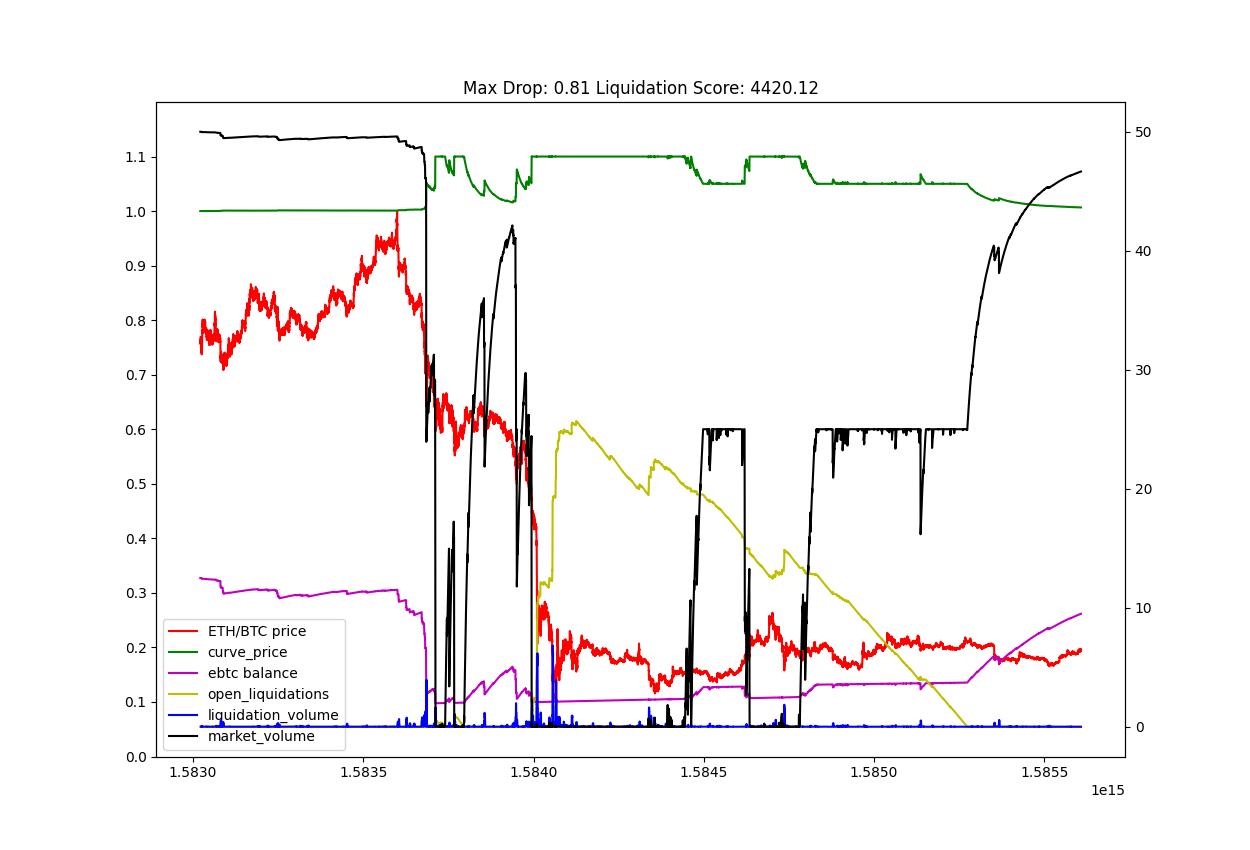 Max Drop: 0.81 Liquidation Score: 4420.12
1.1
1.0
0.9
0.8
0.7
0.6
0.5
0.4
0.3
0.2
0.1
0.0
50
40
30
20
10
0
ETH/BTC price
curve_price
ebtc balance
open_liquidations
liquidation_volume
market_volume
1.5830 1.5835 1.5840 1.5845 1.5850 1.5855
1e15